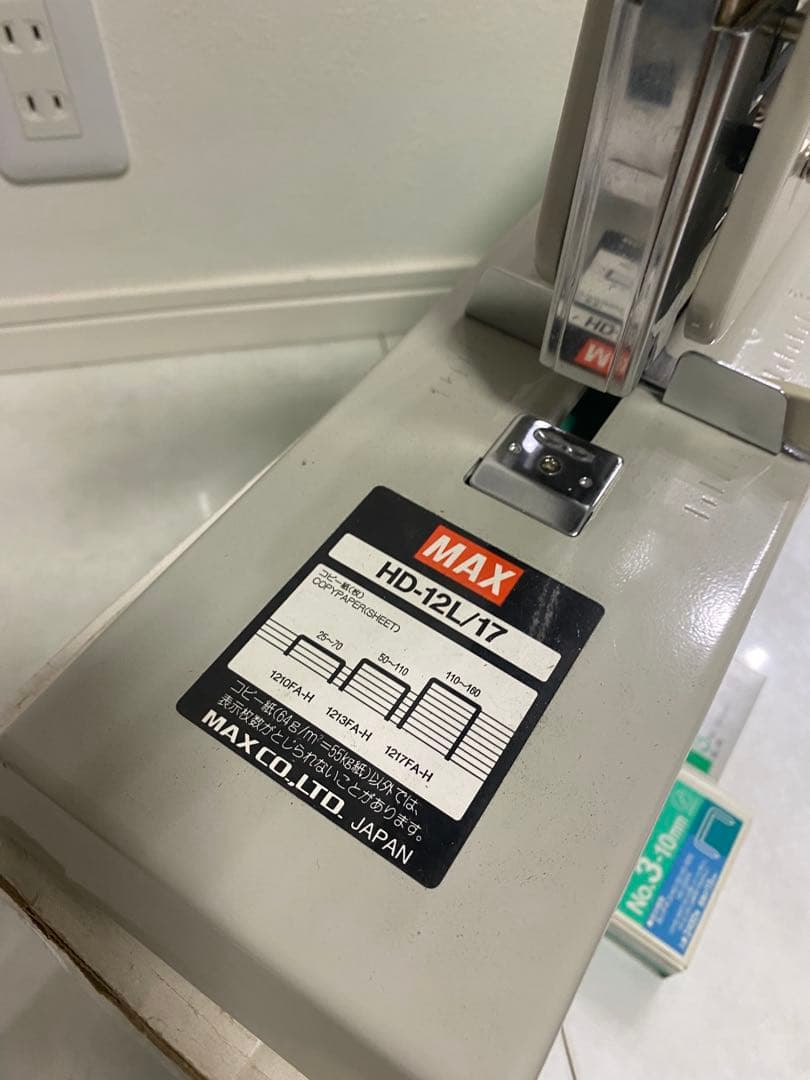 MAX
HD-12L/17
コピー紙(枚)
COPYPAPER(SHEET)
25~70
50~110
110~160
1210FA-H
1213FA-H
1217FA-H
コピー紙(64g/m²=55kg紙)以外では、
表示枚数がとじられないことがあります。
MAX CO.,LTD. JAPAN
No.3-10mm